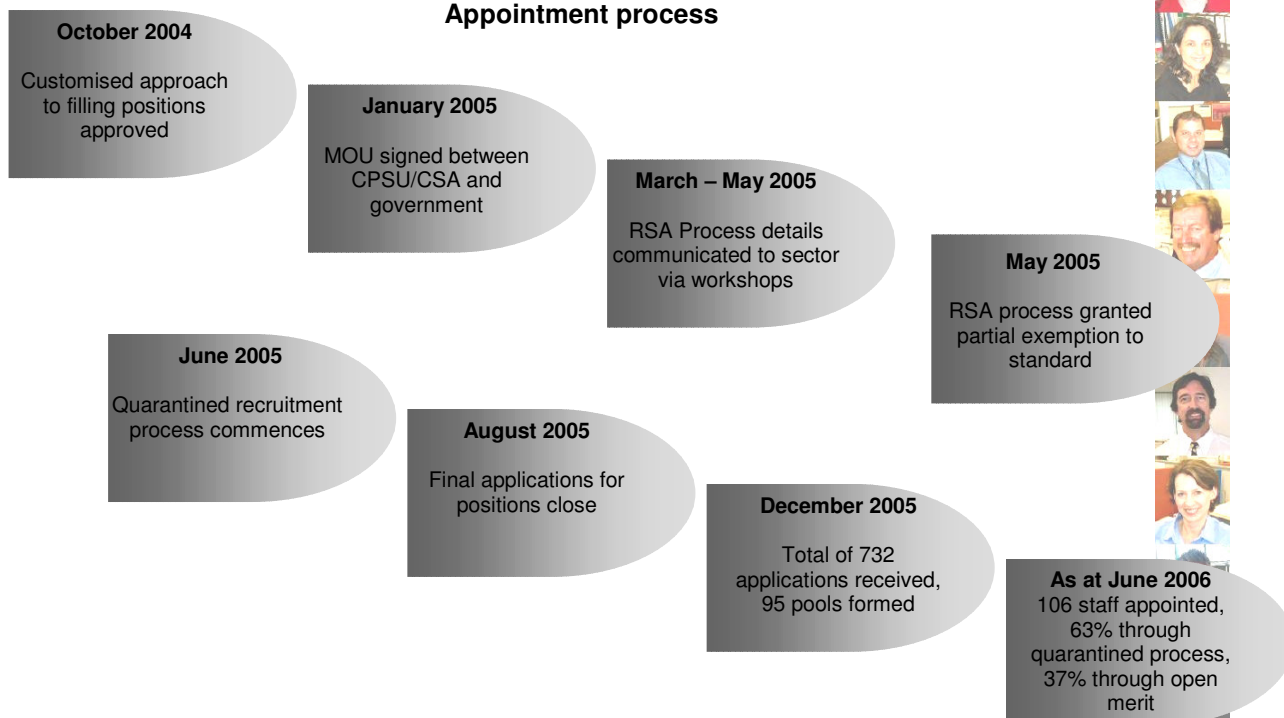 Appointment process
October 2004
Customised approach
to filling positions
approved
January 2005
MOU signed between
CPSU/CSA and
government
March – May 2005
RSA Process details
communicated to sector
via workshops
May 2005
RSA process granted
partial exemption to
standard
June 2005
Quarantined recruitment
process commences
August 2005
Final applications for
positions close
December 2005
Total of 732
applications received,
95 pools formed
As at June 2006
106 staff appointed,
63% through
quarantined process,
37% through open
merit